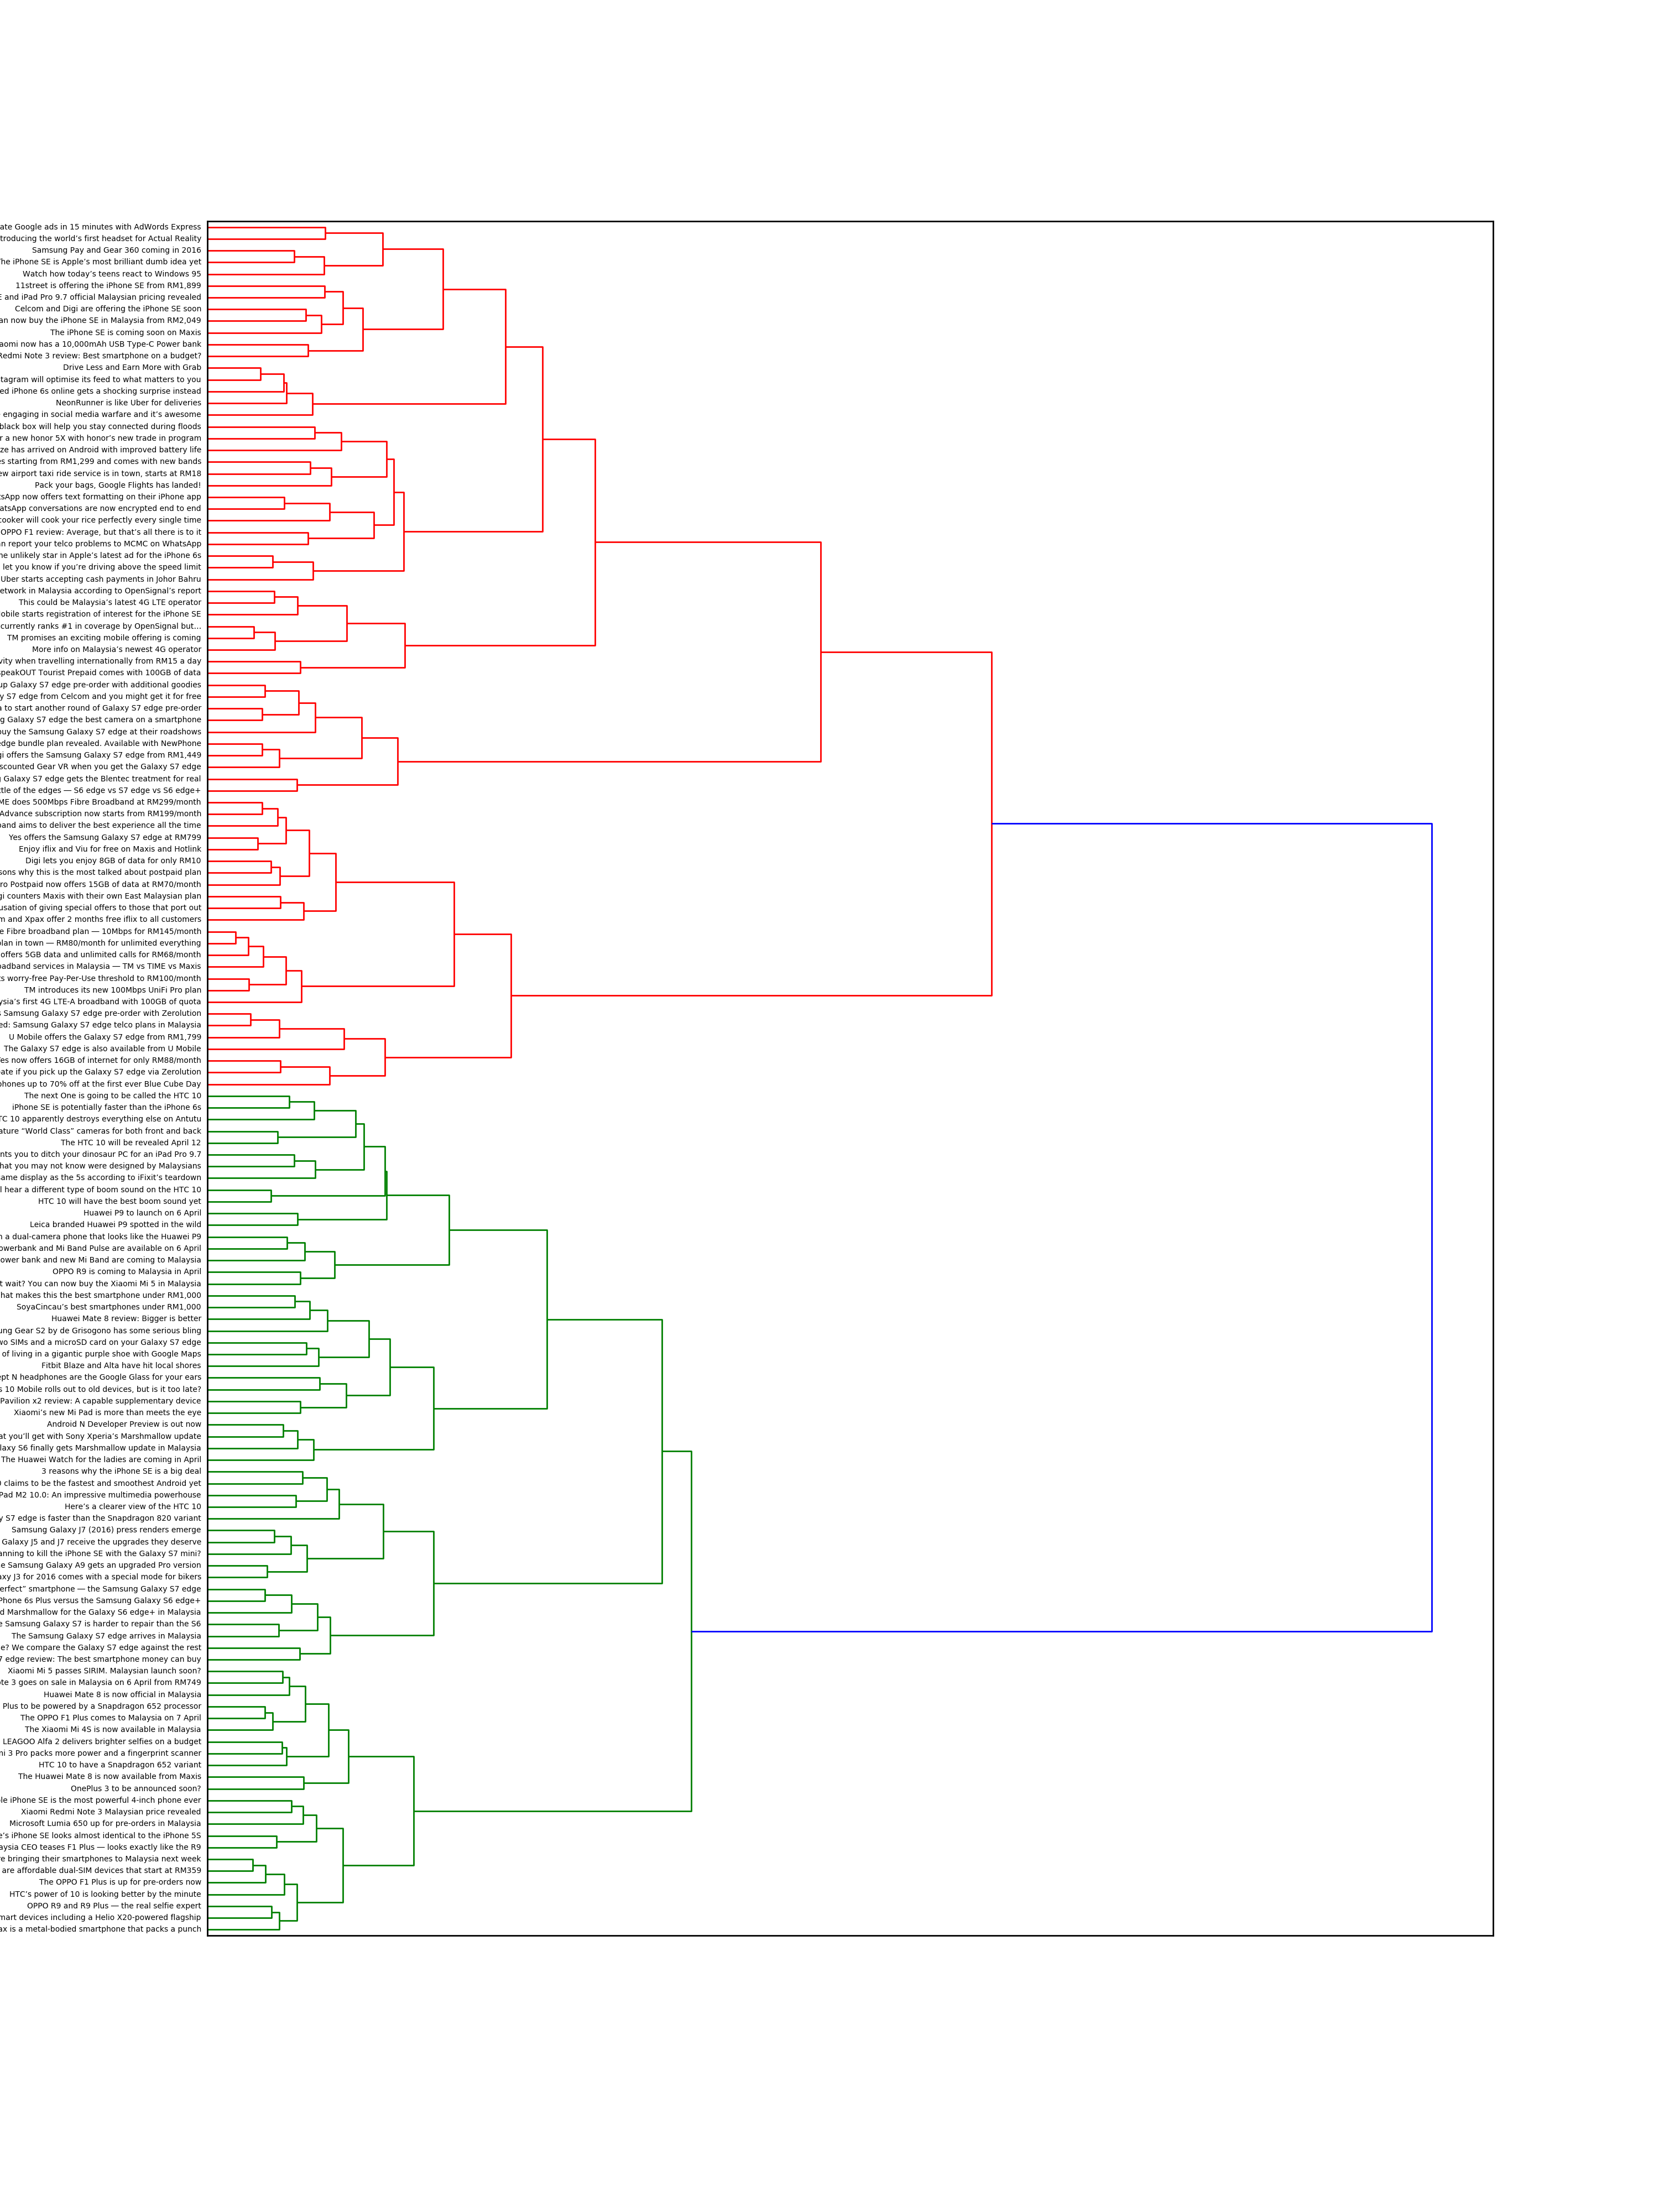 ate Google ads in 15 minutes with AdWords Express
troducing the world’s first headset for Actual Reality
Samsung Pay and Gear 360 coming in 2016
The iPhone SE is Apple’s most brilliant dumb idea yet
Watch how today’s teens react to Windows 95
11street is offering the iPhone SE from RM1,899
E and iPad Pro 9.7 official Malaysian pricing revealed
Celcom and Digi are offering the iPhone SE soon
an now buy the iPhone SE in Malaysia from RM2,049
The iPhone SE is coming soon on Maxis
aomi now has a 10,000mAh USB Type-C Power bank
Redmi Note 3 review: Best smartphone on a budget?
Drive Less and Earn More with Grab
tagram will optimise its feed to what matters to you
ed iPhone 6s online gets a shocking surprise instead
NeonRunner is like Uber for deliveries
engaging in social media warfare and it’s awesome
black box will help you stay connected during floods
r a new honor 5X with honor’s new trade in program
ze has arrived on Android with improved battery life
es starting from RM1,299 and comes with new bands
ew airport taxi ride service is in town, starts at RM18
Pack your bags, Google Flights has landed!
tsApp now offers text formatting on their iPhone app
atsApp conversations are now encrypted end to end
cooker will cook your rice perfectly every single time
OPPO F1 review: Average, but that’s all there is to it
an report your telco problems to MCMC on WhatsApp
he unlikely star in Apple’s latest ad for the iPhone 6s
let you know if you’re driving above the speed limit
Uber starts accepting cash payments in Johor Bahru
etwork in Malaysia according to OpenSignal’s report
This could be Malaysia’s latest 4G LTE operator
obile starts registration of interest for the iPhone SE
currently ranks #1 in coverage by OpenSignal but...
TM promises an exciting mobile offering is coming
More info on Malaysia’s newest 4G operator
vity when travelling internationally from RM15 a day
speakOUT Tourist Prepaid comes with 100GB of data
up Galaxy S7 edge pre-order with additional goodies
y S7 edge from Celcom and you might get it for free
a to start another round of Galaxy S7 edge pre-order
g Galaxy S7 edge the best camera on a smartphone
buy the Samsung Galaxy S7 edge at their roadshows
edge bundle plan revealed. Available with NewPhone
gi offers the Samsung Galaxy S7 edge from RM1,449
scounted Gear VR when you get the Galaxy S7 edge
g Galaxy S7 edge gets the Blentec treatment for real
ttle of the edges — S6 edge vs S7 edge vs S6 edge+
ME does 500Mbps Fibre Broadband at RM299/month
Advance subscription now starts from RM199/month
band aims to deliver the best experience all the time
Yes offers the Samsung Galaxy S7 edge at RM799
Enjoy iflix and Viu for free on Maxis and Hotlink
Digi lets you enjoy 8GB of data for only RM10
sons why this is the most talked about postpaid plan
ro Postpaid now offers 15GB of data at RM70/month
gi counters Maxis with their own East Malaysian plan
usation of giving special offers to those that port out
m and Xpax offer 2 months free iflix to all customers
e Fibre broadband plan — 10Mbps for RM145/month
plan in town — RM80/month for unlimited everything
offers 5GB data and unlimited calls for RM68/month
oadband services in Malaysia — TM vs TIME vs Maxis
ts worry-free Pay-Per-Use threshold to RM100/month
TM introduces its new 100Mbps UniFi Pro plan
ysia’s first 4G LTE-A broadband with 100GB of quota
s Samsung Galaxy S7 edge pre-order with Zerolution
ed: Samsung Galaxy S7 edge telco plans in Malaysia
U Mobile offers the Galaxy S7 edge from RM1,799
The Galaxy S7 edge is also available from U Mobile
Yes now offers 16GB of internet for only RM88/month
ate if you pick up the Galaxy S7 edge via Zerolution
phones up to 70% off at the first ever Blue Cube Day
The next One is going to be called the HTC 10
iPhone SE is potentially faster than the iPhone 6s
TC 10 apparently destroys everything else on Antutu
ature “World Class” cameras for both front and back
The HTC 10 will be revealed April 12
nts you to ditch your dinosaur PC for an iPad Pro 9.7
hat you may not know were designed by Malaysians
ame display as the 5s according to iFixit’s teardown
l hear a different type of boom sound on the HTC 10
HTC 10 will have the best boom sound yet
Huawei P9 to launch on 6 April
Leica branded Huawei P9 spotted in the wild
n a dual-camera phone that looks like the Huawei P9
owerbank and Mi Band Pulse are available on 6 April
ower bank and new Mi Band are coming to Malaysia
OPPO R9 is coming to Malaysia in April
t wait? You can now buy the Xiaomi Mi 5 in Malaysia
hat makes this the best smartphone under RM1,000
SoyaCincau’s best smartphones under RM1,000
Huawei Mate 8 review: Bigger is better
ung Gear S2 by de Grisogono has some serious bling
wo SIMs and a microSD card on your Galaxy S7 edge
of living in a gigantic purple shoe with Google Maps
Fitbit Blaze and Alta have hit local shores
ept N headphones are the Google Glass for your ears
s 10 Mobile rolls out to old devices, but is it too late?
Pavilion x2 review: A capable supplementary device
Xiaomi’s new Mi Pad is more than meets the eye
Android N Developer Preview is out now
at you’ll get with Sony Xperia’s Marshmallow update
laxy S6 finally gets Marshmallow update in Malaysia
The Huawei Watch for the ladies are coming in April
3 reasons why the iPhone SE is a big deal
0 claims to be the fastest and smoothest Android yet
Pad M2 10.0: An impressive multimedia powerhouse
Here’s a clearer view of the HTC 10
y S7 edge is faster than the Snapdragon 820 variant
Samsung Galaxy J7 (2016) press renders emerge
Galaxy J5 and J7 receive the upgrades they deserve
anning to kill the iPhone SE with the Galaxy S7 mini?
e Samsung Galaxy A9 gets an upgraded Pro version
xy J3 for 2016 comes with a special mode for bikers
erfect” smartphone — the Samsung Galaxy S7 edge
Phone 6s Plus versus the Samsung Galaxy S6 edge+
d Marshmallow for the Galaxy S6 edge+ in Malaysia
e Samsung Galaxy S7 is harder to repair than the S6
The Samsung Galaxy S7 edge arrives in Malaysia
e? We compare the Galaxy S7 edge against the rest
7 edge review: The best smartphone money can buy
Xiaomi Mi 5 passes SIRIM. Malaysian launch soon?
ote 3 goes on sale in Malaysia on 6 April from RM749
Huawei Mate 8 is now official in Malaysia
Plus to be powered by a Snapdragon 652 processor
The OPPO F1 Plus comes to Malaysia on 7 April
The Xiaomi Mi 4S is now available in Malaysia
LEAGOO Alfa 2 delivers brighter selfies on a budget
mi 3 Pro packs more power and a fingerprint scanner
HTC 10 to have a Snapdragon 652 variant
The Huawei Mate 8 is now available from Maxis
OnePlus 3 to be announced soon?
ple iPhone SE is the most powerful 4-inch phone ever
Xiaomi Redmi Note 3 Malaysian price revealed
Microsoft Lumia 650 up for pre-orders in Malaysia
e’s iPhone SE looks almost identical to the iPhone 5S
aysia CEO teases F1 Plus — looks exactly like the R9
re bringing their smartphones to Malaysia next week
are affordable dual-SIM devices that start at RM359
The OPPO F1 Plus is up for pre-orders now
HTC’s power of 10 is looking better by the minute
OPPO R9 and R9 Plus — the real selfie expert
mart devices including a Helio X20-powered flagship
ax is a metal-bodied smartphone that packs a punch